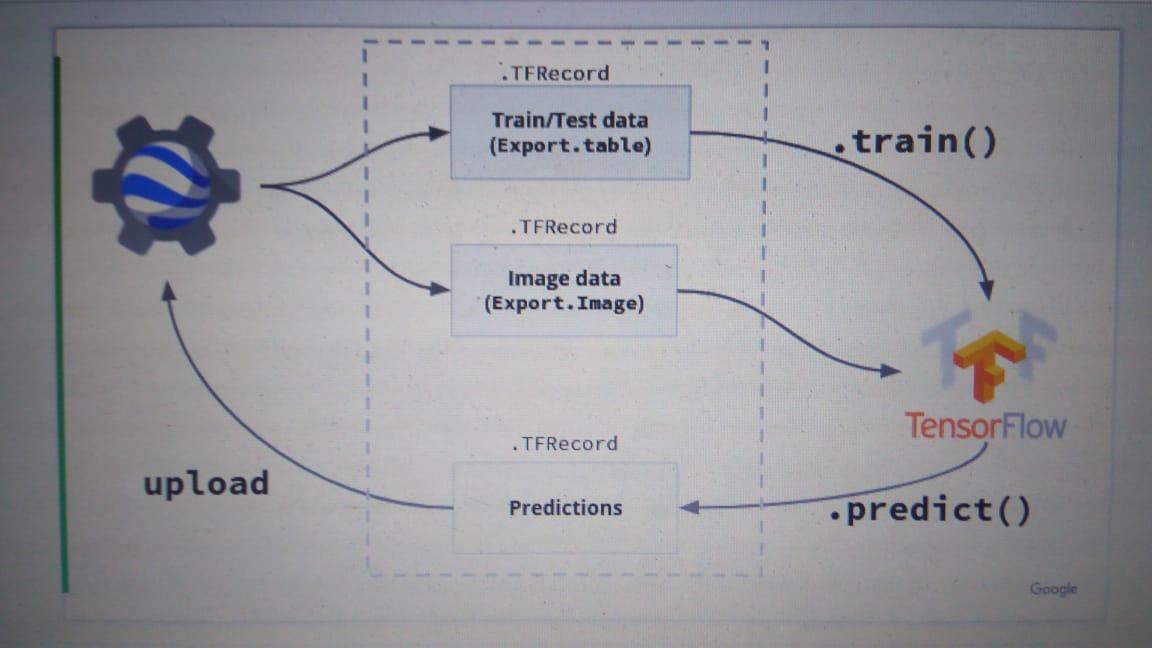 .TFRecord
Train/Test data
(Export.table)
.train()
.TFRecord
Image data
(Export.Image)
TensorFlow
.TFRecord
upload
Predictions
.predict()
Google